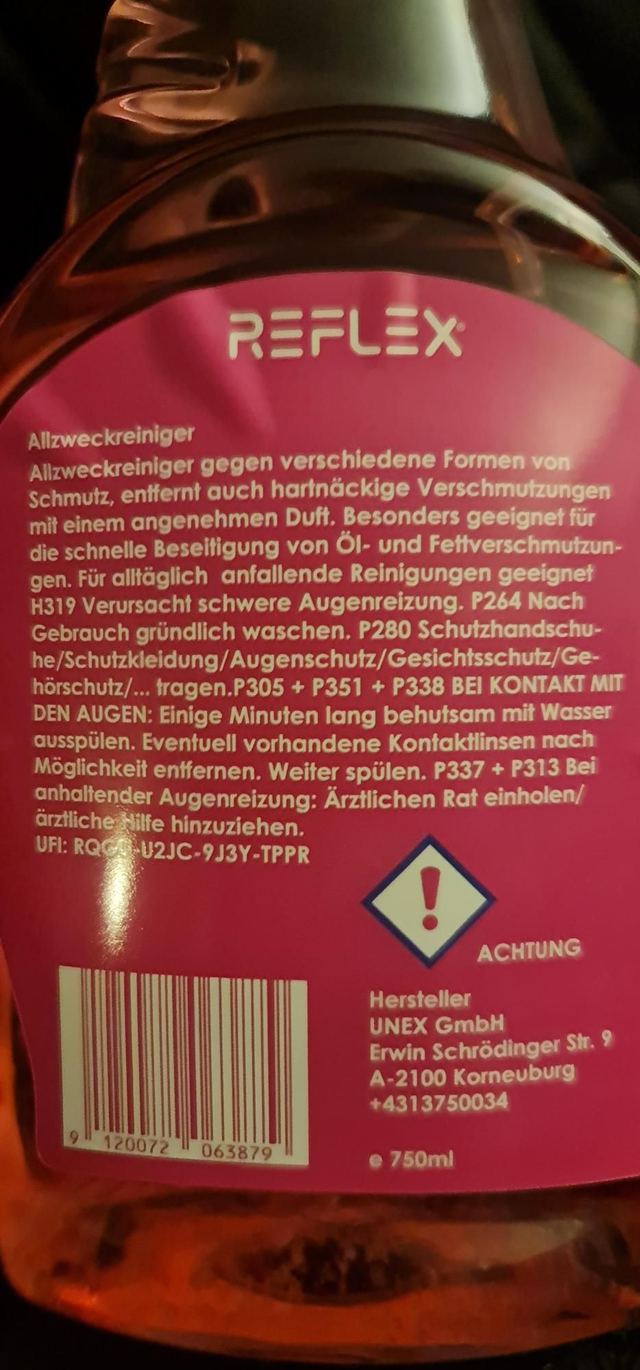 REFLEX
Allzweckreiniger
Allzweckreiniger gegen verschiedene Formen von
Schmutz, entfernt auch hartnäckige Verschmutzungen
mit einem angenehmen Duft. Besonders geeignet für
die schnelle Beseitigung von Öl- und Fettverschmutzun-
gen. Für alltäglich anfallende Reinigungen geeignet
H319 Verursacht schwere Augenreizung. P264 Nach
Gebrauch gründlich waschen. P280 Schutzhandschu-
he/Schutzkleidung/Augenschutz/Gesichtsschutz/Ge-
hörschutz/... tragen.P305 + P351 + P338 BEI KONTAKT MIT
DEN AUGEN: Einige Minuten lang behutsam mit Wasser
ausspülen. Eventuell vorhandene Kontaktlinsen nach
Möglichkeit entfernen. Weiter spülen. P337 + P313 Bei
anhaltender Augenreizung: Ärztlichen Rat einholen/
ärztliche Hilfe hinzuziehen.
UFI:
ACHTUNG
Hersteller
UNEX GmbH
Erwin Schrödinger Str. 9
A-2100 Korneuburg
+4313750034
9 120072 063879
e 750ml